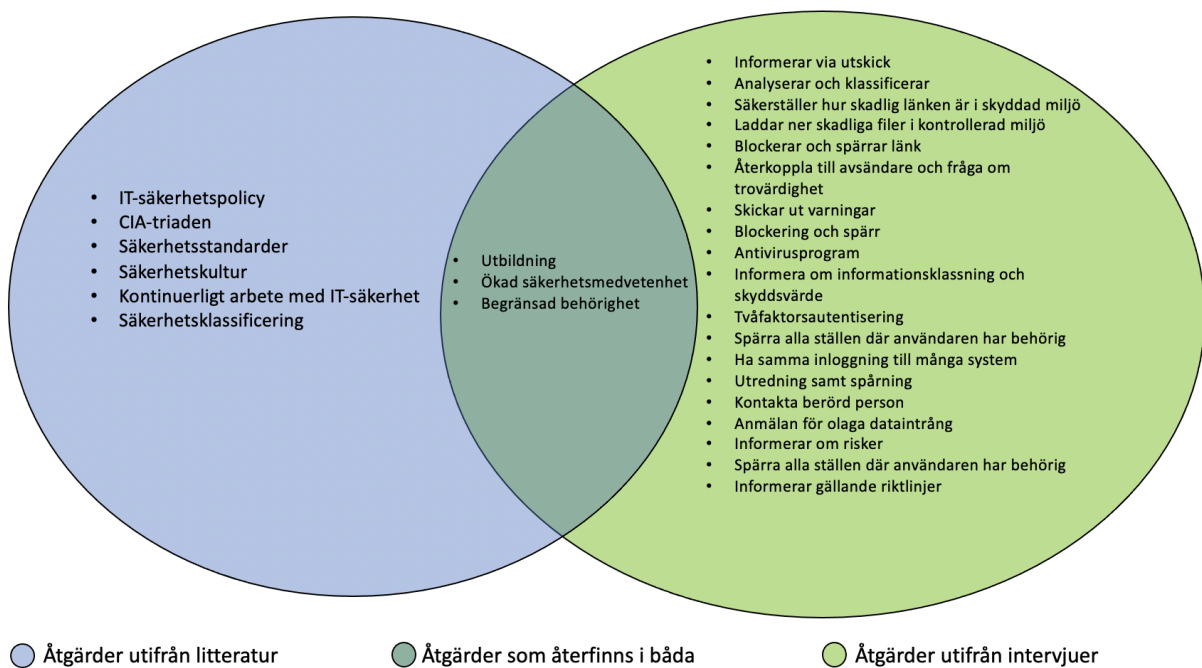 • IT-säkerhetspolicy
• CIA-triaden
• Säkerhetsstandarder
• Säkerhetskultur
• Kontinuerligt arbete med IT-säkerhet
• Säkerhetsklassificering
• Utbildning
• Ökad säkerhetsmedvetenhet
• Begränsad behörighet
• Informerar via utskick
• Analyserar och klassificerar
• Säkerställer hur skadlig länken är i skyddad miljö
• Laddar ner skadliga filer i kontrollerad miljö
• Blockerar och spärrar länk
• Återkoppla till avsändare och fråga om
trovärdighet
• Skickar ut varningar
• Blockering och spärr
• Antivirusprogram
• Informera om informationsklassning och
skyddsvärde
• Tvåfaktorsautentisering
• Spärra alla ställen där användaren har behörig
• Ha samma inloggning till många system
• Utredning samt spårning
• Kontakta berörd person
• Anmälan för olaga dataintrång
• Informerar om risker
• Spärra alla ställen där användaren har behörig
• Informerar gällande riktlinjer
Åtgärder utifrån litteratur
Åtgärder som återfinns i båda
Åtgärder utifrån intervjuer